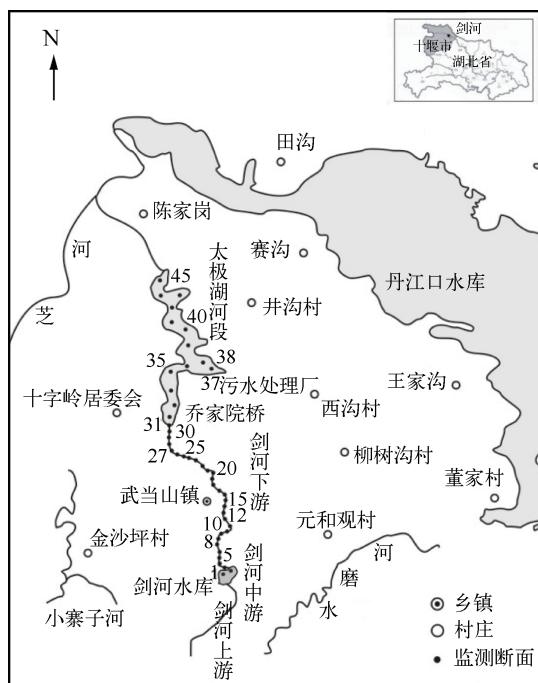 N
剑河
十堰市
湖北省
田沟
陈家岗
河
芝
太极湖河段
赛沟
丹江口水库
井沟村
45
40
38
35
37
污水处理厂
王家沟
十字岭居委会
西沟村
乔家院桥
31
30
27
25
20
剑河下游
柳树沟村
董家村
武当山镇
15
12
10
8
元和观村
金沙坪村
5
1
剑河中游
剑河水库
剑河上游
小寨子河
河
磨
水
乡镇
村庄
监测断面